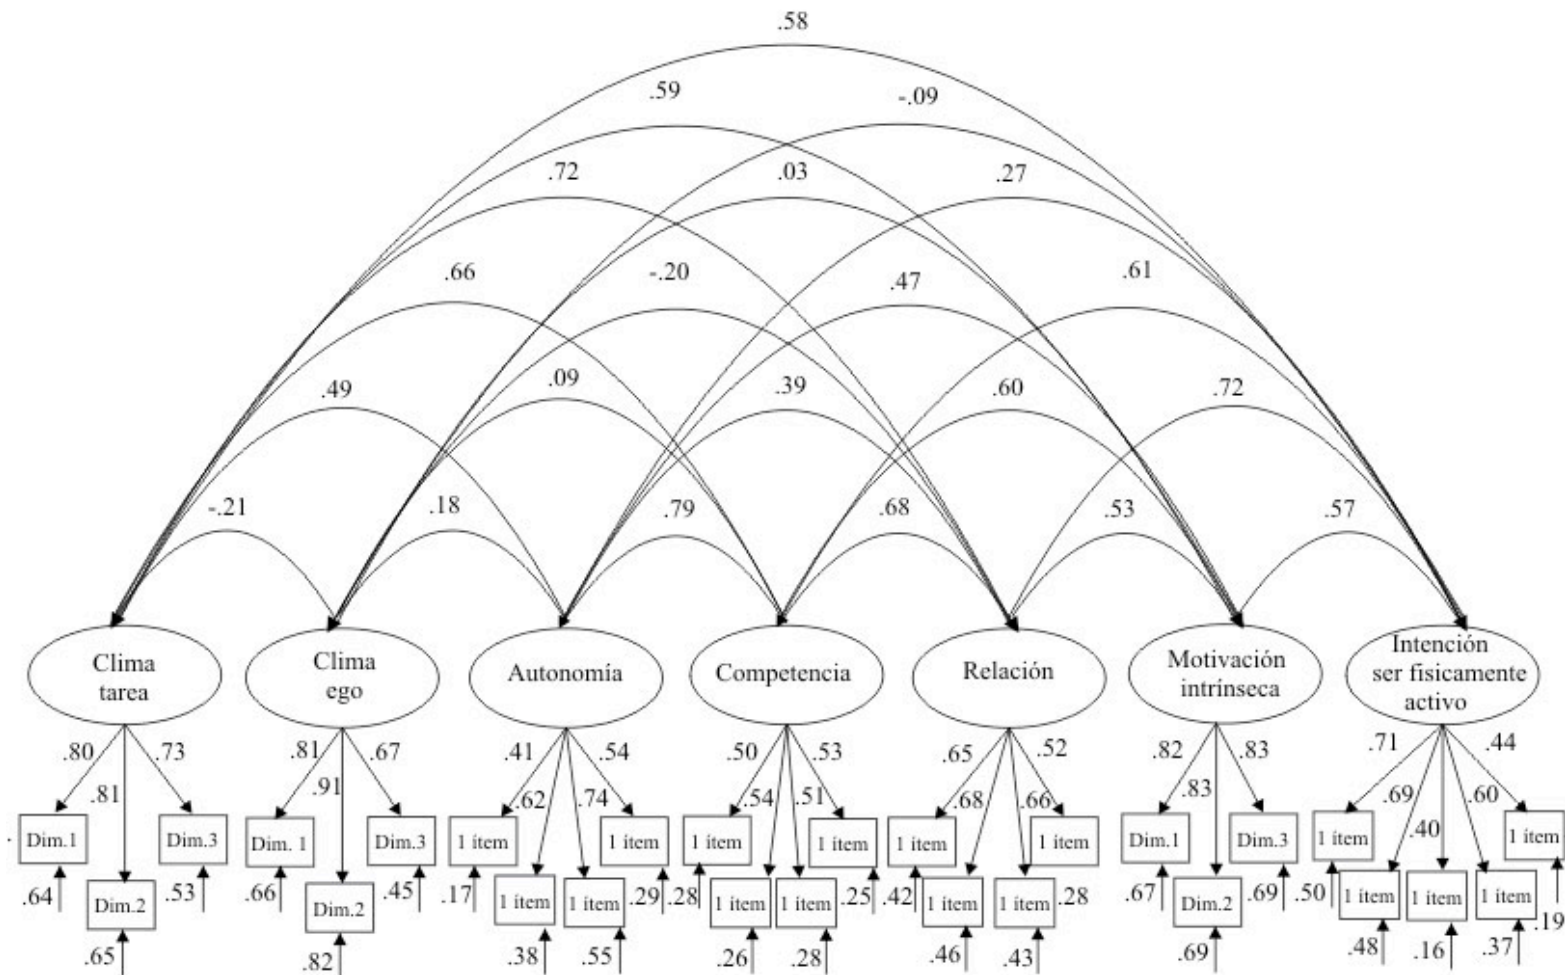 .58
.59 -.09
.72 .03 .27
.66 -.20 .47 .61
.49 .09 .39 .60 .72
-.21 .18 .79 .68 .53 .57
Clima
tarea
Clima
ego
Autonomía
Competencia
Relación
Motivación
intrínseca
Intención
ser fisicamente
activo
.80 .73 .81 .67 .41 .54 .50 .53 .65 .52 .82 .83 .71 .44
.81 .91 .62 .74 .54 .51 .68 .66 .83 .69 .40 .60
Dim.1 Dim.3 Dim. 1 Dim.3 1 ítem 1 ítem 1 ítem 1 ítem 1 ítem 1 ítem Dim.1 Dim.3 1 ítem 1 ítem
.64 .53 .66 .45 .17 .29 .28 .25 .42 .28 .67 .69 .50 .19
Dim.2 Dim.2 1 ítem 1 ítem 1 ítem 1 ítem 1 ítem 1 ítem Dim.2 1 ítem 1 ítem 1 ítem
.65 .82 .38 .55 .26 .28 .46 .43 .69 .48 .16 .37